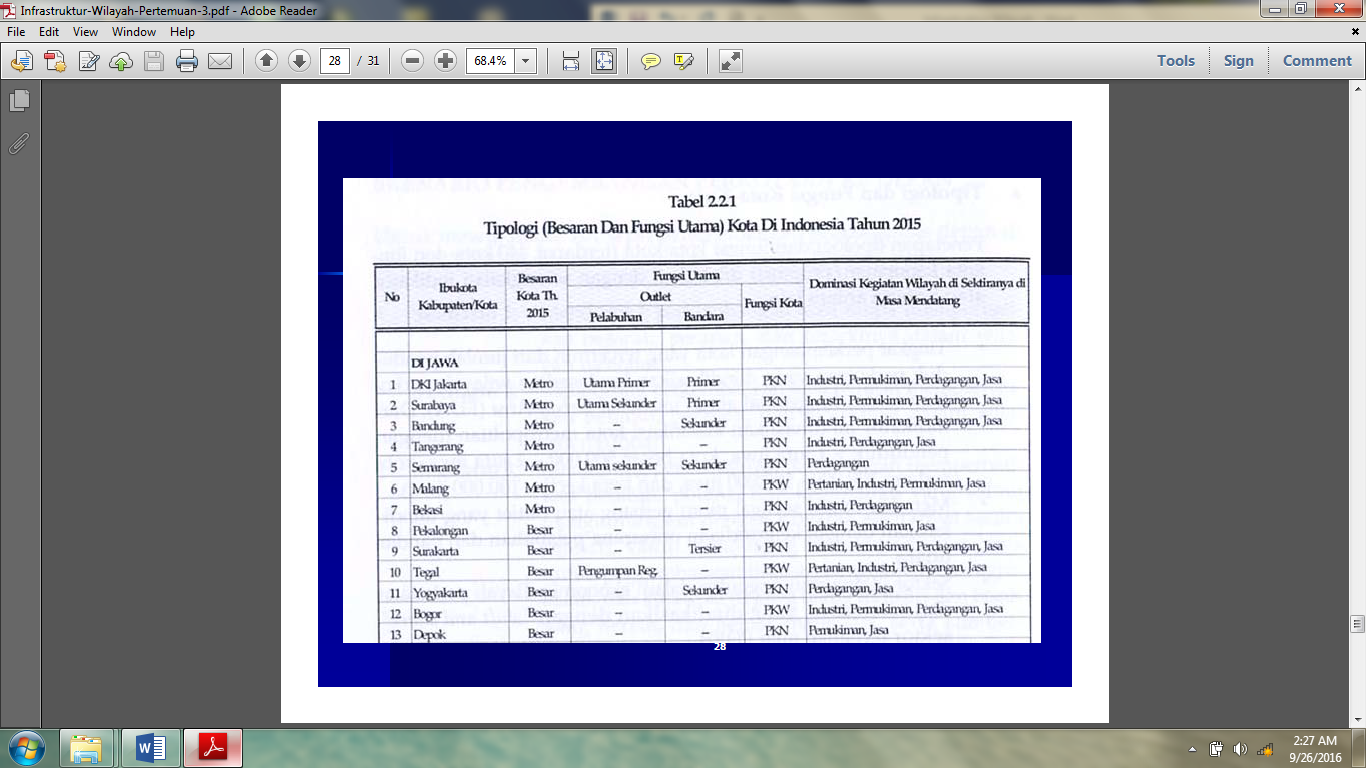 Infrastruktur-Wilayah-Pertemuan-3.pdf - Adobe Reader
File Edit View Window Help
28 / 31 68.4% Tools Sign Comment
Tabel 2.2.1
Tipologi (Besaran Dan Fungsi Utama) Kota Di Indonesia Tahun 2015
No Ibukota Kabupaten/Kota Besaran Kota Th. 2015 Fungsi Utama Dominasi Kegiatan Wilayah di Sektiranya di Masa Mendatang
Outlet Fungsi Kota
Pelabuhan Bandara
DI JAWA
1 DKI Jakarta Metro Utama Primer Primer PKN Industri, Permukiman, Perdagangan, Jasa
2 Surabaya Metro Utama Sekunder Primer PKN Industri, Permukiman, Perdagangan, Jasa
3 Bandung Metro -- Sekunder PKN Industri, Permukiman, Perdagangan, Jasa
4 Tangerang Metro -- -- PKN Industri, Perdagangan, Jasa
5 Semarang Metro Utama sekunder Sekunder PKN Perdagangan
6 Malang Metro -- -- PKW Pertanian, Industri, Permukiman, Jasa
7 Bekasi Metro -- -- PKN Industri, Perdagangan
8 Pekalongan Besar -- -- PKW Industri, Permukiman, Jasa
9 Surakarta Besar -- Tersier PKN Industri, Permukiman, Perdagangan, Jasa
10 Tegal Besar Pengumpan Reg. -- PKW Pertanian, Industri, Perdagangan, Jasa
11 Yogyakarta Besar -- Sekunder PKN Perdagangan, Jasa
12 Bogor Besar -- -- PKW Industri, Permukiman, Perdagangan, Jasa
13 Depok Besar -- -- PKN Pemukiman, Jasa
28
2:27 AM
9/26/2016